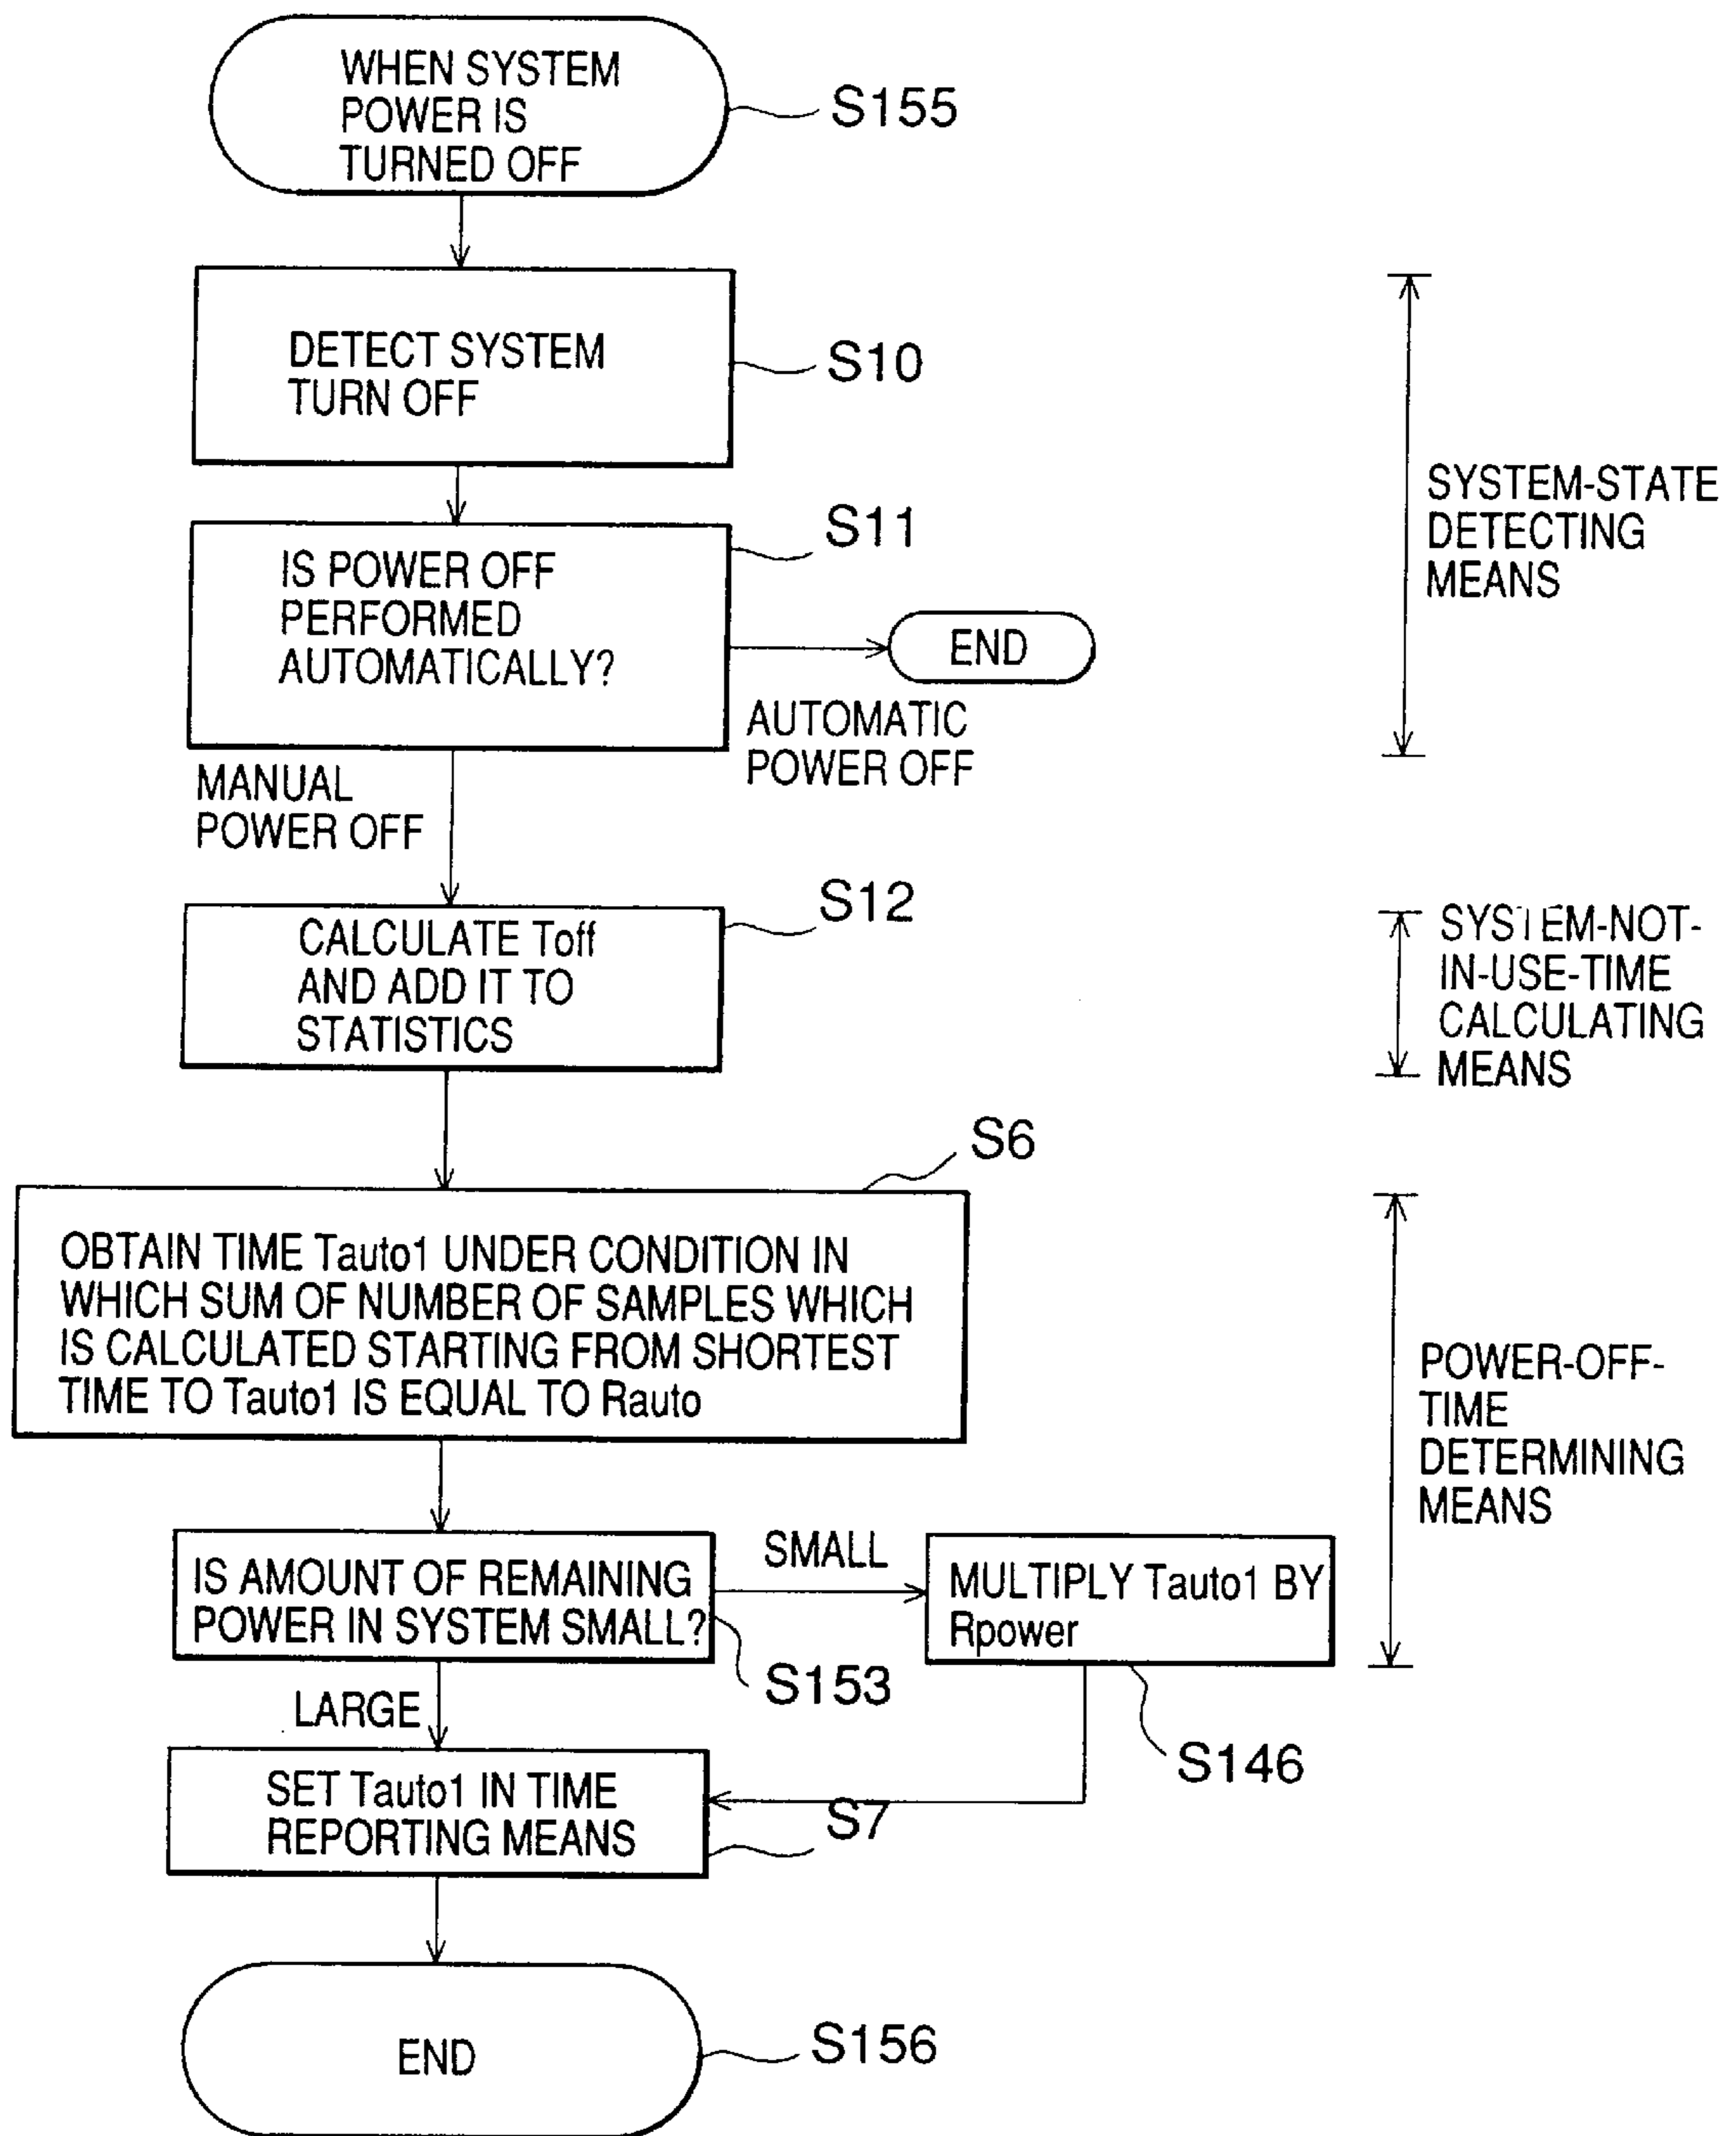 WHEN SYSTEM
POWER IS
TURNED OFF
S155
DETECT SYSTEM
TURN OFF
S10
IS POWER OFF
PERFORMED
AUTOMATICALLY?
S11
END
AUTOMATIC
POWER OFF
MANUAL
POWER OFF
SYSTEM-STATE
DETECTING
MEANS
CALCULATE Toff
AND ADD IT TO
STATISTICS
S12
SYSTEM-NOT-
IN-USE-TIME
CALCULATING
MEANS
S6
OBTAIN TIME Tauto1 UNDER CONDITION IN
WHICH SUM OF NUMBER OF SAMPLES WHICH
IS CALCULATED STARTING FROM SHORTEST
TIME TO Tauto1 IS EQUAL TO Rauto
POWER-OFF-
TIME
DETERMINING
MEANS
IS AMOUNT OF REMAINING
POWER IN SYSTEM SMALL?
S153
SMALL
MULTIPLY Tauto1 BY
Rpower
S146
LARGE
SET Tauto1 IN TIME
REPORTING MEANS
S7
END
S156